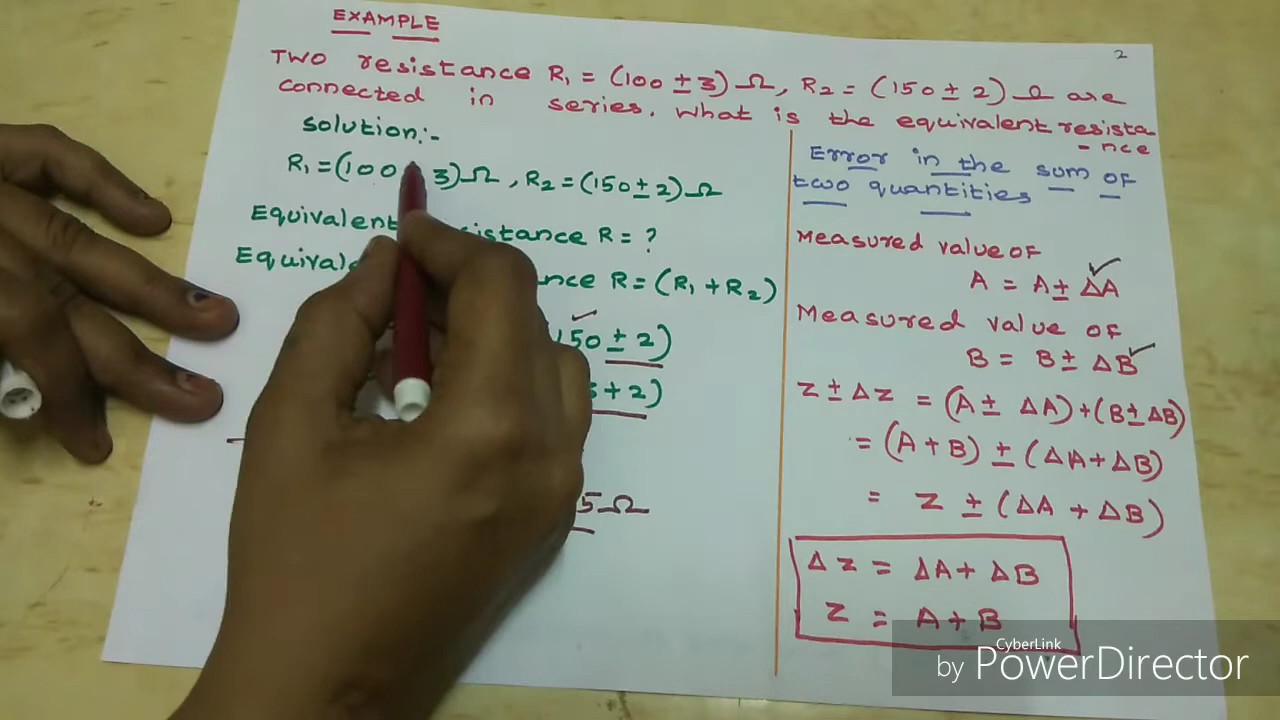 2
EXAMPLE
TWO resistance R₁ = (100 ± 3) Ω, R₂ = (150 ± 2) Ω are
connected in series. What is the equivalent resista
- nce
Solution:-
R₁ = (100 3) Ω, R₂ = (150 ± 2) Ω
Equivalent sistance R = ?
Equival nce R = (R₁ + R₂)
150 ± 2)
+ 2)
5 Ω
Error in the sum of
two quantities
Measured value of
A = A ± ΔA
Measured value of
B = B ± ΔB
Z ± ΔZ = (A ± ΔA) + (B ± ΔB)
= (A + B) ± (ΔA + ΔB)
= Z ± (ΔA + ΔB)
ΔZ = ΔA + ΔB
Z = A + B
CyberLink
by PowerDirector